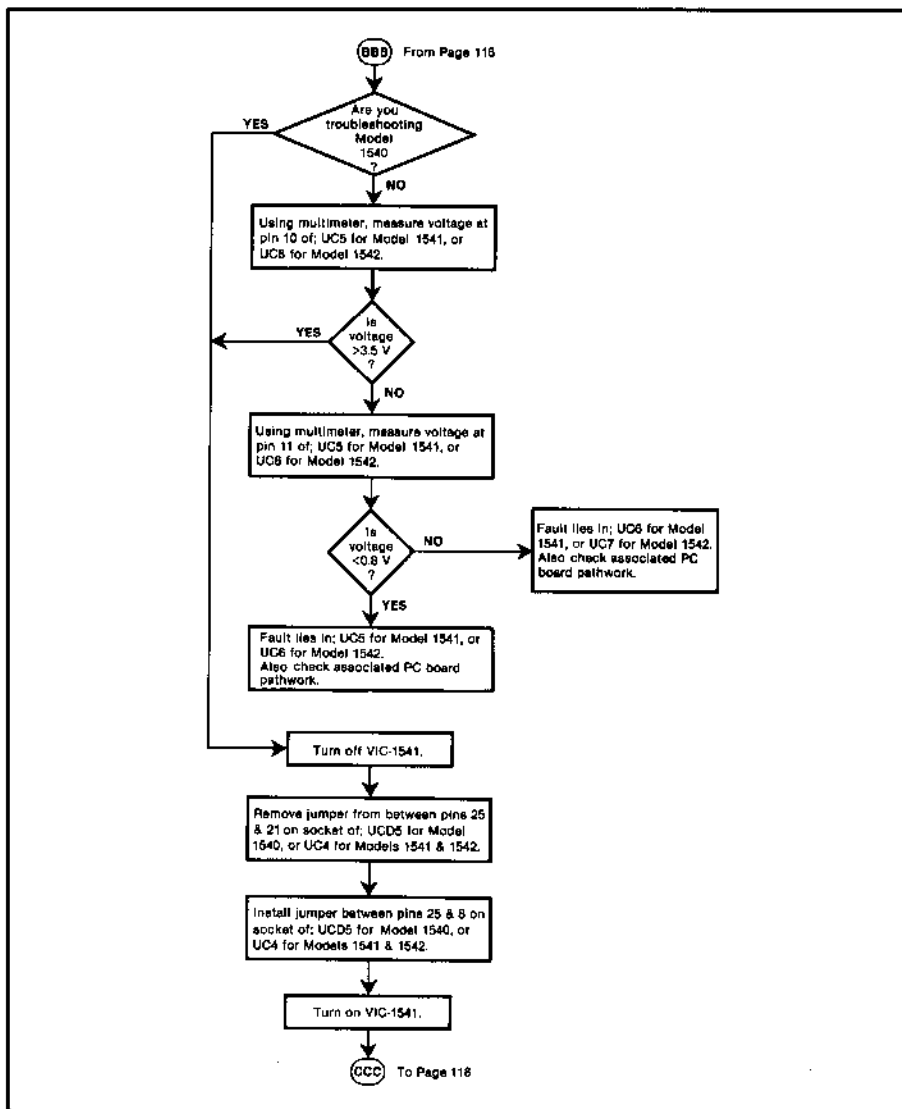 BBB From Page 116
Are you
troubleshooting
Model
1540
?
YES
NO
Using multimeter, measure voltage at
pin 10 of; UC5 for Model 1541, or
UC6 for Model 1542.
Is
voltage
>3.5 V
?
YES
NO
Using multimeter, measure voltage at
pin 11 of; UC5 for Model 1541, or
UC6 for Model 1542.
Is
voltage
<0.8 V
?
NO
Fault lies in; UC6 for Model
1541, or UC7 for Model 1542.
Also check associated PC
board pathwork.
YES
Fault lies in; UC5 for Model 1541, or
UC6 for Model 1542.
Also check associated PC board
pathwork.
Turn off VIC-1541.
Remove jumper from between pins 25
& 21 on socket of; UCD5 for Model
1540, or UC4 for Models 1541 & 1542.
Install jumper between pins 25 & 8 on
socket of; UCD5 for Model 1540, or
UC4 for Models 1541 & 1542.
Turn on VIC-1541.
CCC To Page 118